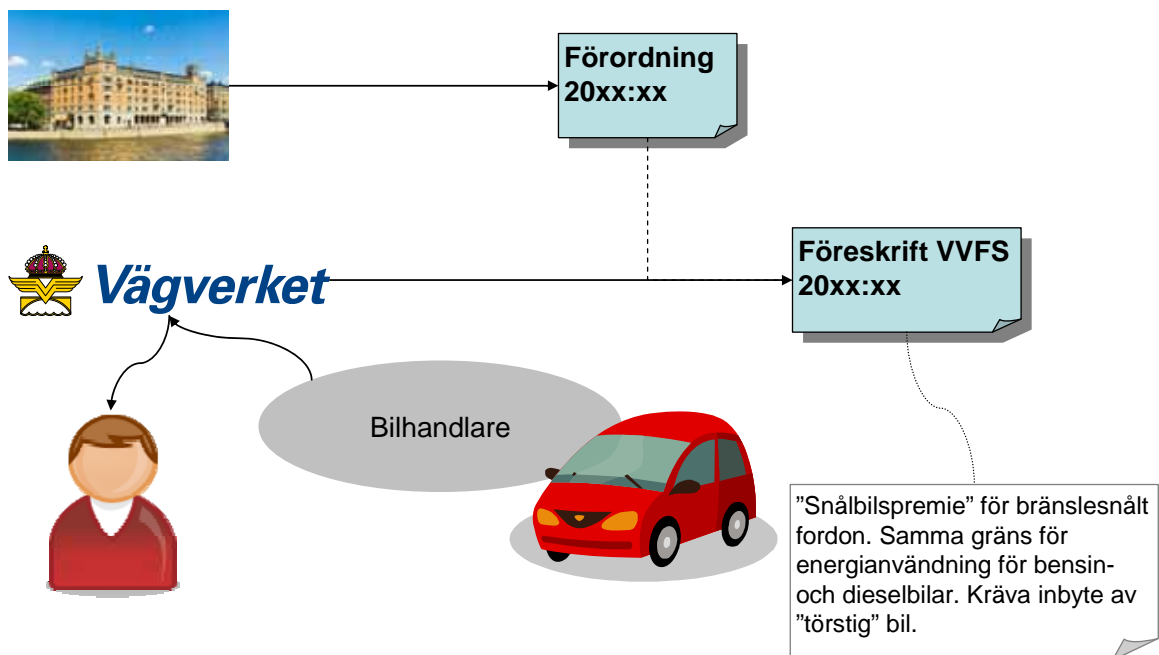 Förordning
20xx:xx
Föreskrift VVFS
20xx:xx
Vägverket
Bilhandlare
”Snålbilspremie” för bränslesnålt
fordon. Samma gräns för
energianvändning för bensin-
och dieselbilar. Kräva inbyte av
”törstig” bil.